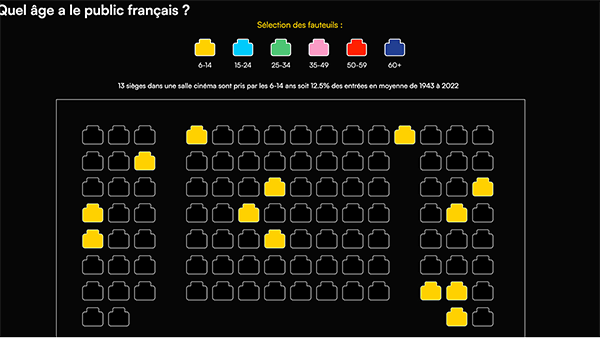 Quel âge a le public français ?
Sélection des fauteuils :
6-14 15-24 25-34 35-49 50-59 60+
13 sièges dans une salle cinéma sont pris par les 6-14 ans soit 12.5% des entrées en moyenne de 1943 à 2022